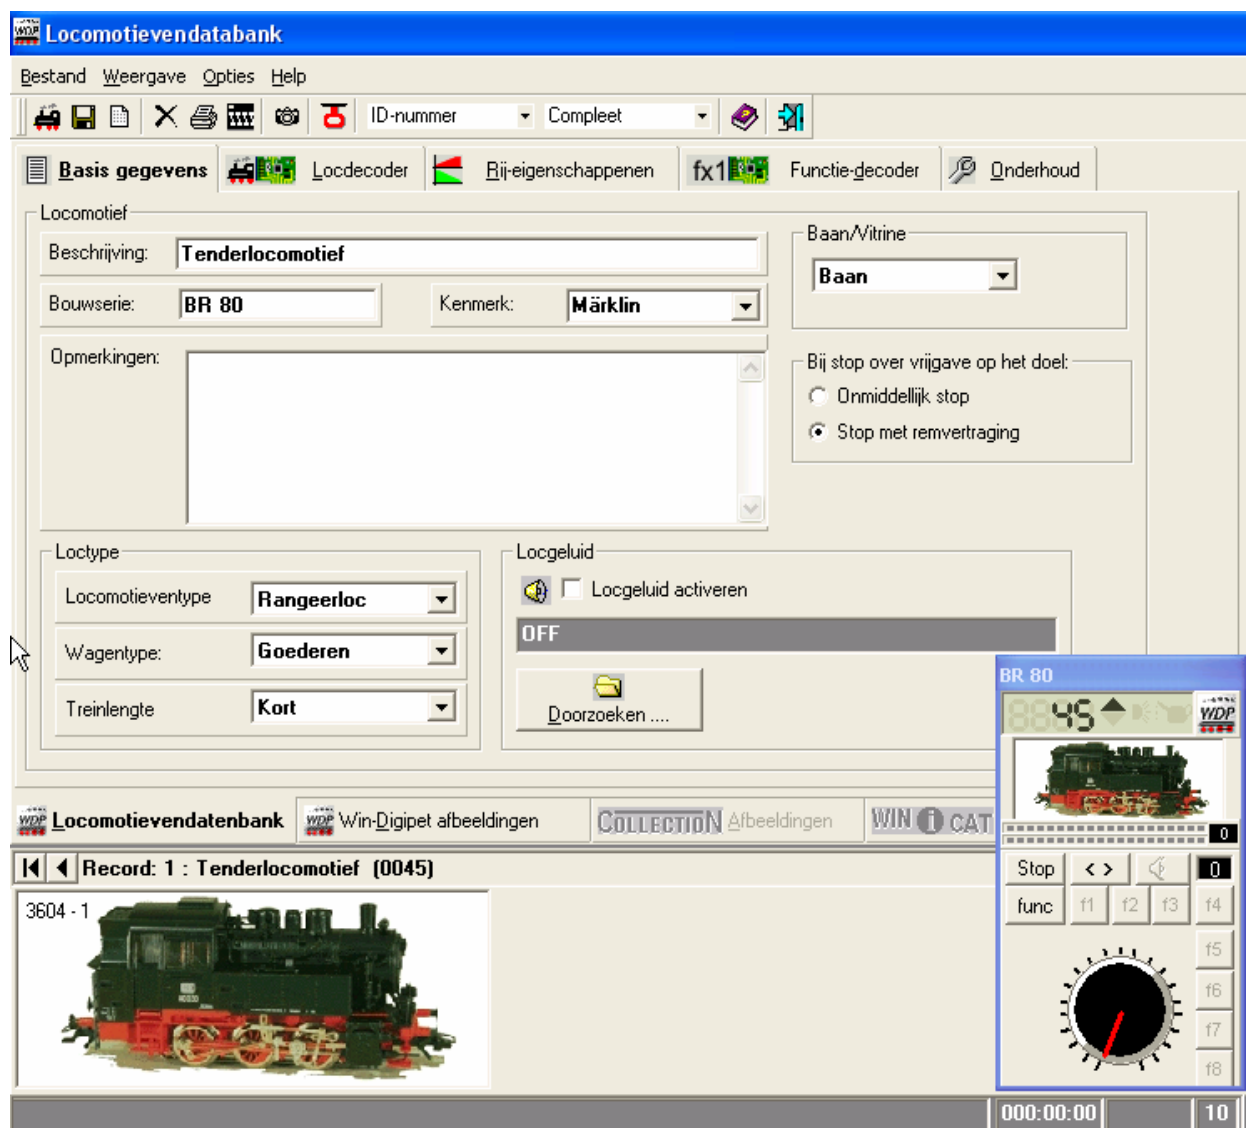 WDP Locomotievendatabank
Bestand Weergave Opties Help
ID-nummer Compleet
Basis gegevens Locdecoder Rij-eigenschappenen fx1 Functie-decoder Onderhoud
Locomotief
Beschrijving: Tenderlocomotief
Bouwserie: BR 80 Kenmerk: Märklin
Opmerkingen:
Baan/Vitrine
Baan
Bij stop over vrijgave op het doel:
Onmiddellijk stop
Stop met remvertraging
Loctype
Locomotieventype Rangeerloc
Wagentype: Goederen
Treinlengte Kort
Locgeluid
Locgeluid activeren
OFF
Doorzoeken ....
WDP Locomotievendatenbank WDP Win-Digipet afbeeldingen COLLECTION Afbeeldingen WIN i CAT
Record: 1 : Tenderlocomotief (0045)
3604 - 1
BR 80
45 WDP
0
Stop < > 0
func f1 f2 f3 f4
f5
f6
f7
f8
000:00:00 10